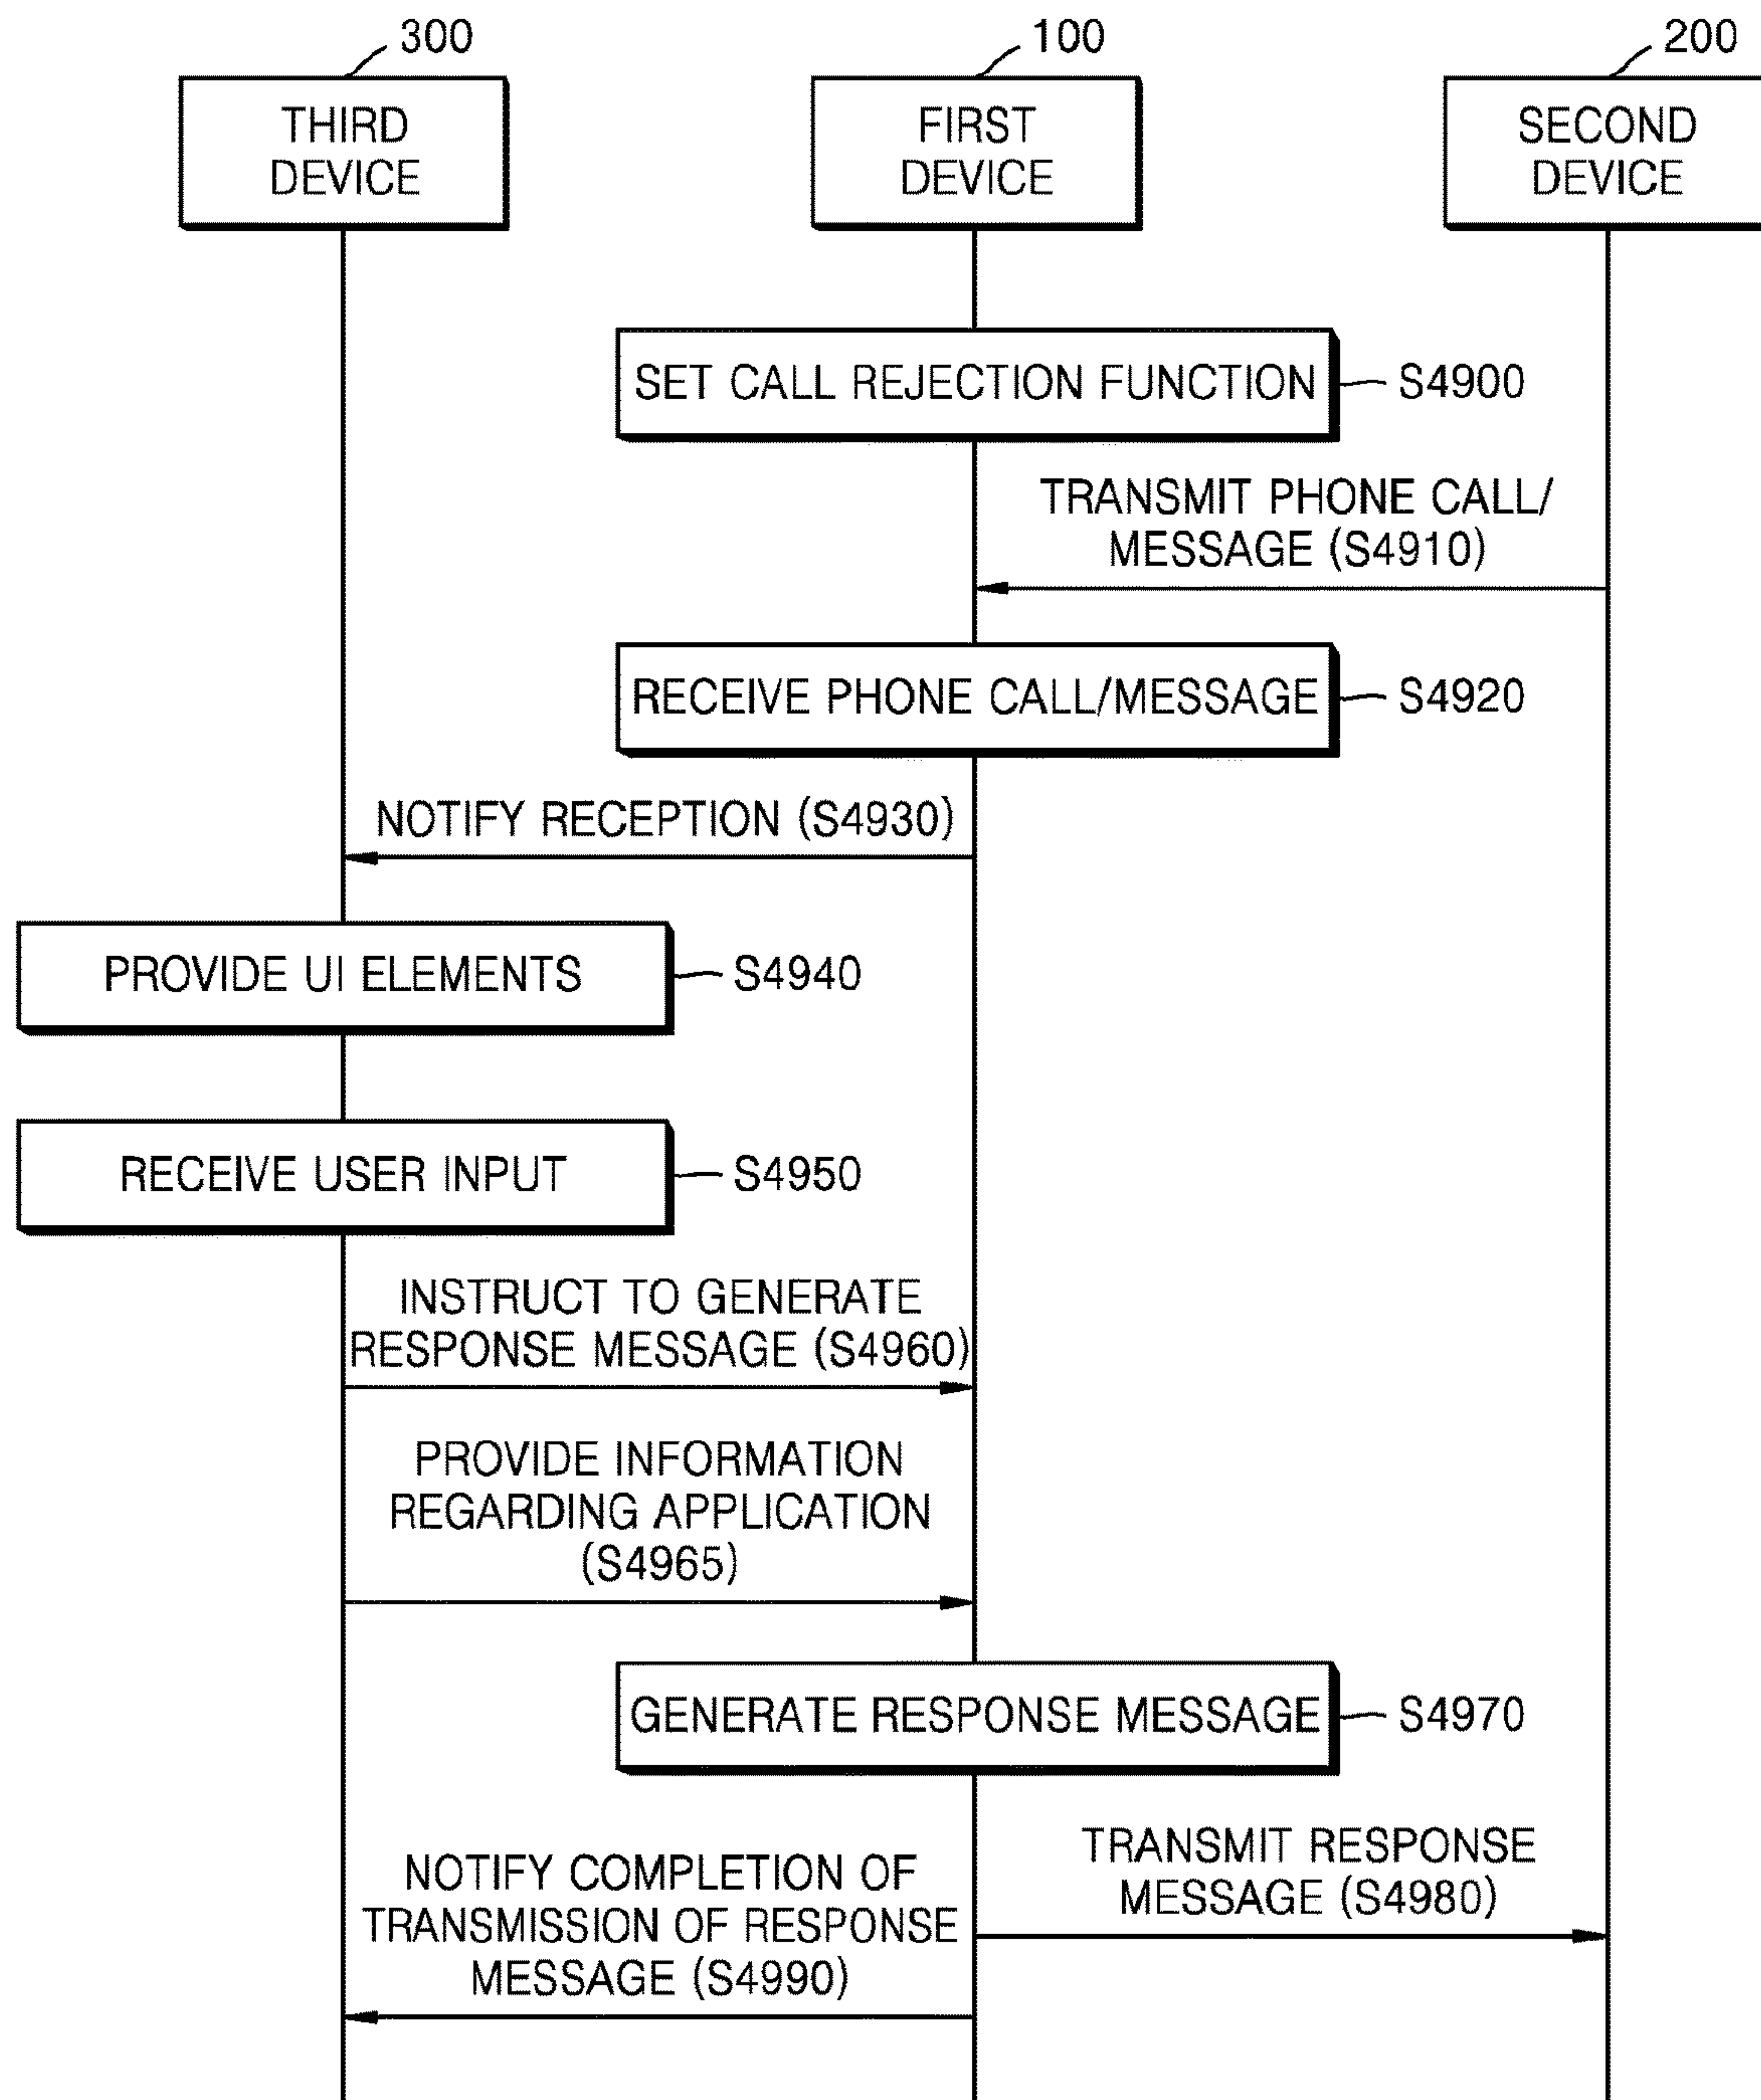 300
100
200
THIRD
DEVICE
FIRST
DEVICE
SECOND
DEVICE
SET CALL REJECTION FUNCTION
S4900
TRANSMIT PHONE CALL/
MESSAGE (S4910)
RECEIVE PHONE CALL/MESSAGE
S4920
NOTIFY RECEPTION (S4930)
PROVIDE UI ELEMENTS
S4940
RECEIVE USER INPUT
S4950
INSTRUCT TO GENERATE
RESPONSE MESSAGE (S4960)
PROVIDE INFORMATION
REGARDING APPLICATION
(S4965)
GENERATE RESPONSE MESSAGE
S4970
TRANSMIT RESPONSE
MESSAGE (S4980)
NOTIFY COMPLETION OF
TRANSMISSION OF RESPONSE
MESSAGE (S4990)